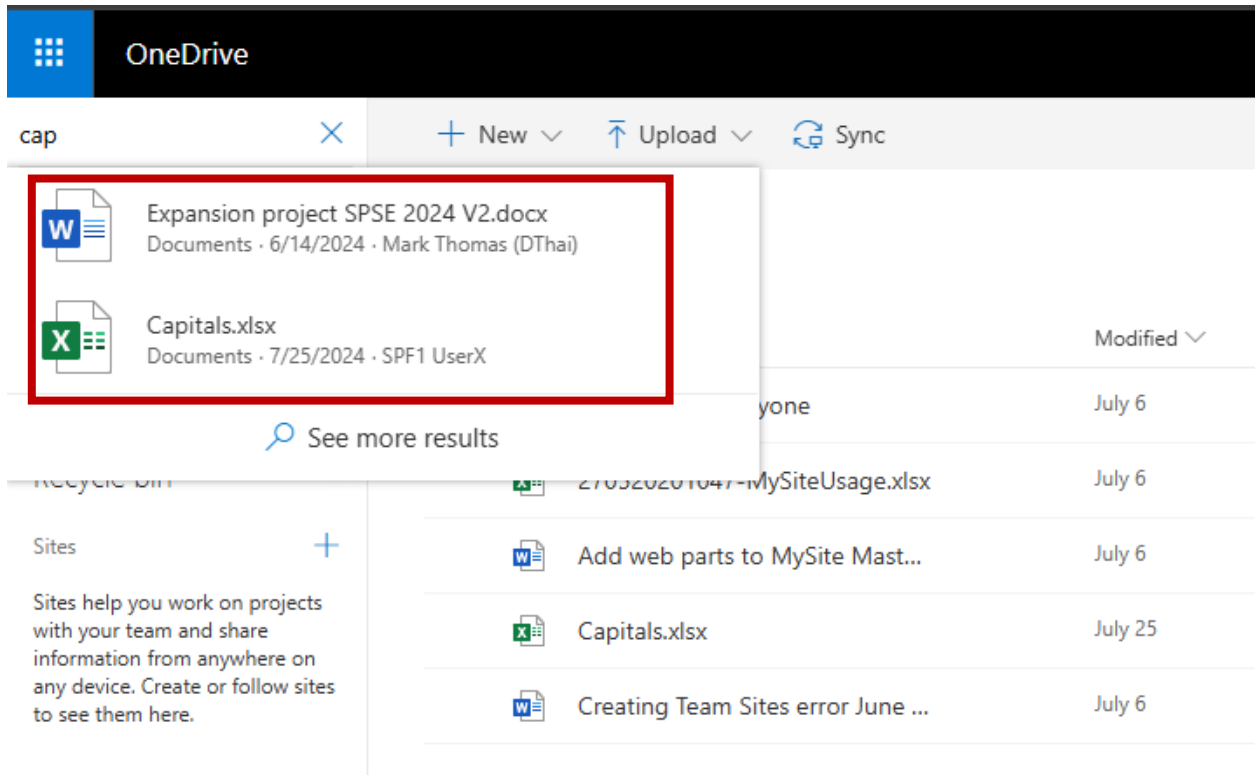 OneDrive
cap
New
Upload
Sync
Expansion project SPSE 2024 V2.docx
Documents · 6/14/2024 · Mark Thomas (DThai)
Capitals.xlsx
Documents · 7/25/2024 · SPF1 UserX
See more results
Modified
yone
July 6
Recycle bin
MySiteUsage.xlsx
July 6
Sites
Add web parts to MySite Mast...
July 6
Sites help you work on projects
with your team and share
information from anywhere on
any device. Create or follow sites
to see them here.
Capitals.xlsx
July 25
Creating Team Sites error June ...
July 6